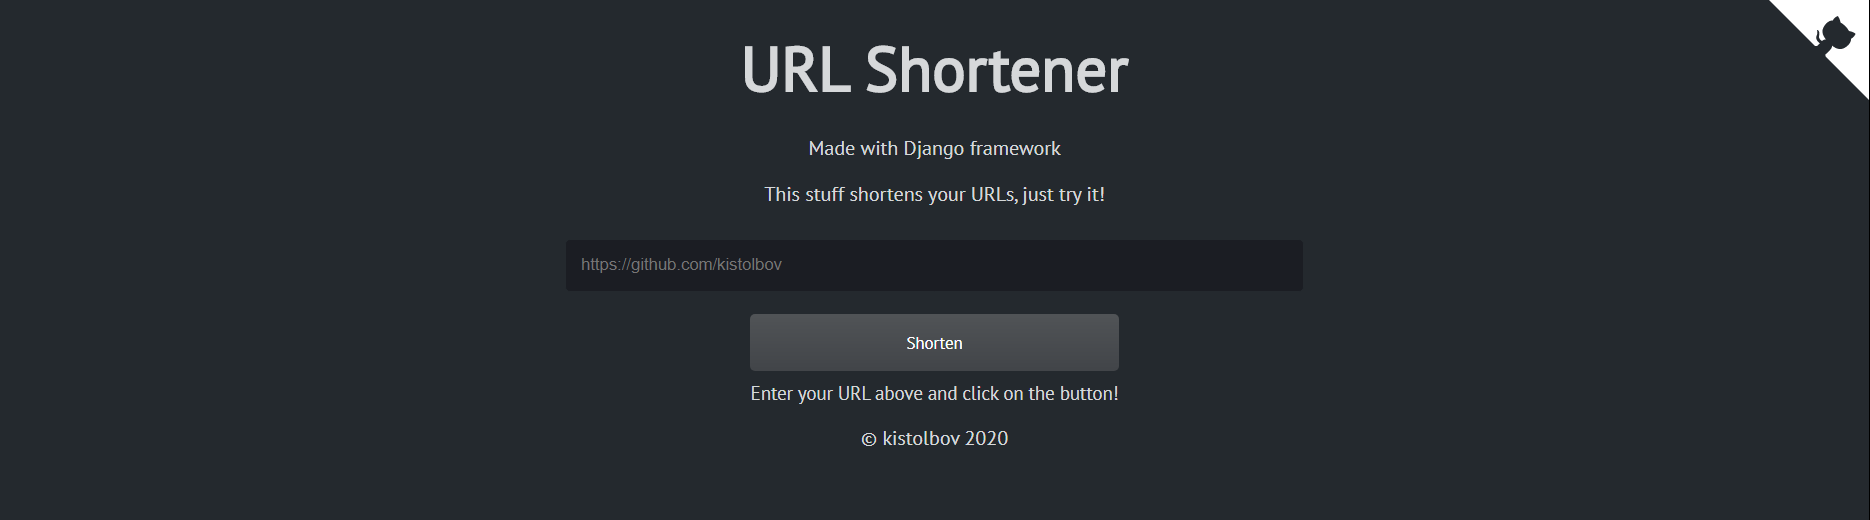 URL Shortener
Made with Django framework
This stuff shortens your URLs, just try it!
https://github.com/kistolbov
Shorten
Enter your URL above and click on the button!
© kistolbov 2020